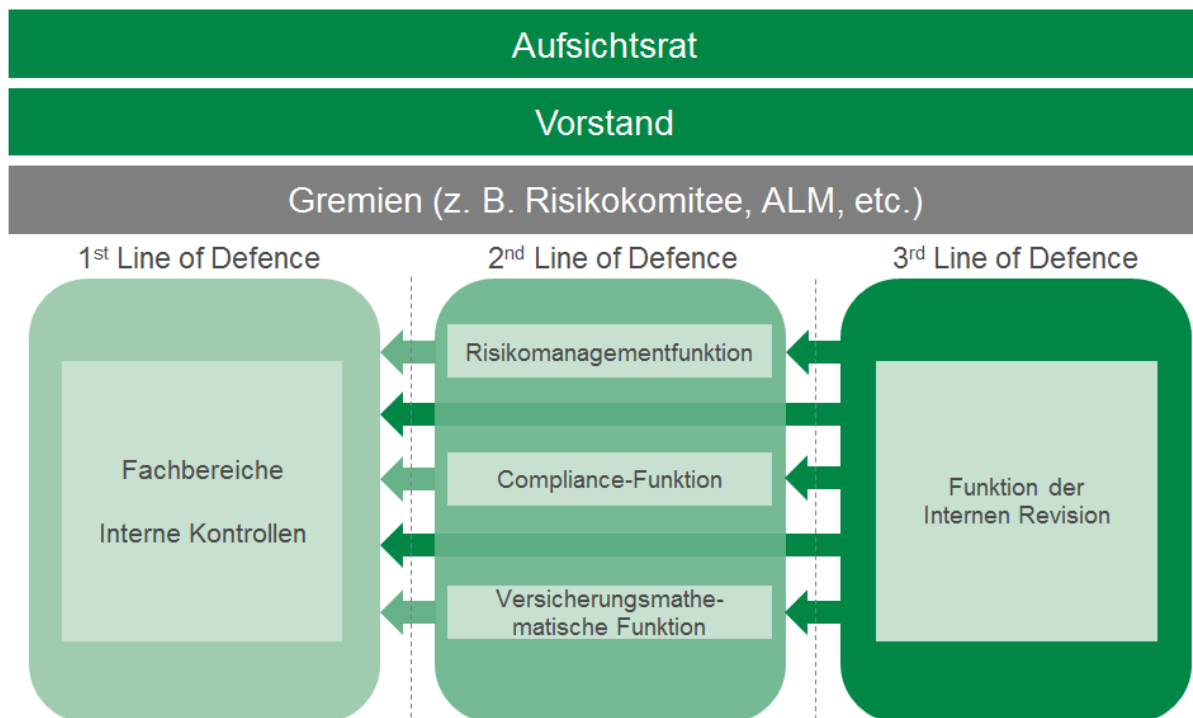 Aufsichtsrat
Vorstand
Gremien (z. B. Risikokomitee, ALM, etc.)
1st Line of Defence
2nd Line of Defence
3rd Line of Defence
Fachbereiche
Interne Kontrollen
Risikomanagementfunktion
Compliance-Funktion
Versicherungsmathe-
matische Funktion
Funktion der
Internen Revision